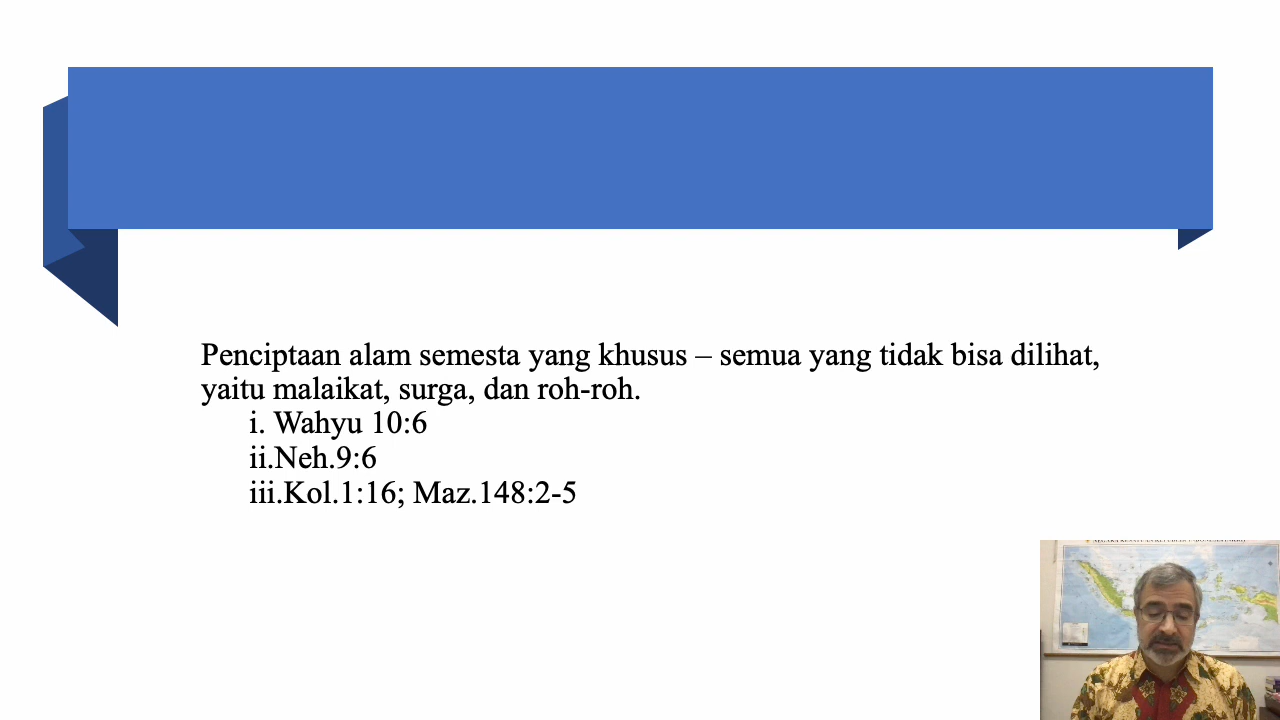 Penciptaan alam semesta yang khusus – semua yang tidak bisa dilihat,
yaitu malaikat, surga, dan roh-roh.
i. Wahyu 10:6
ii.Neh.9:6
iii.Kol.1:16; Maz.148:2-5